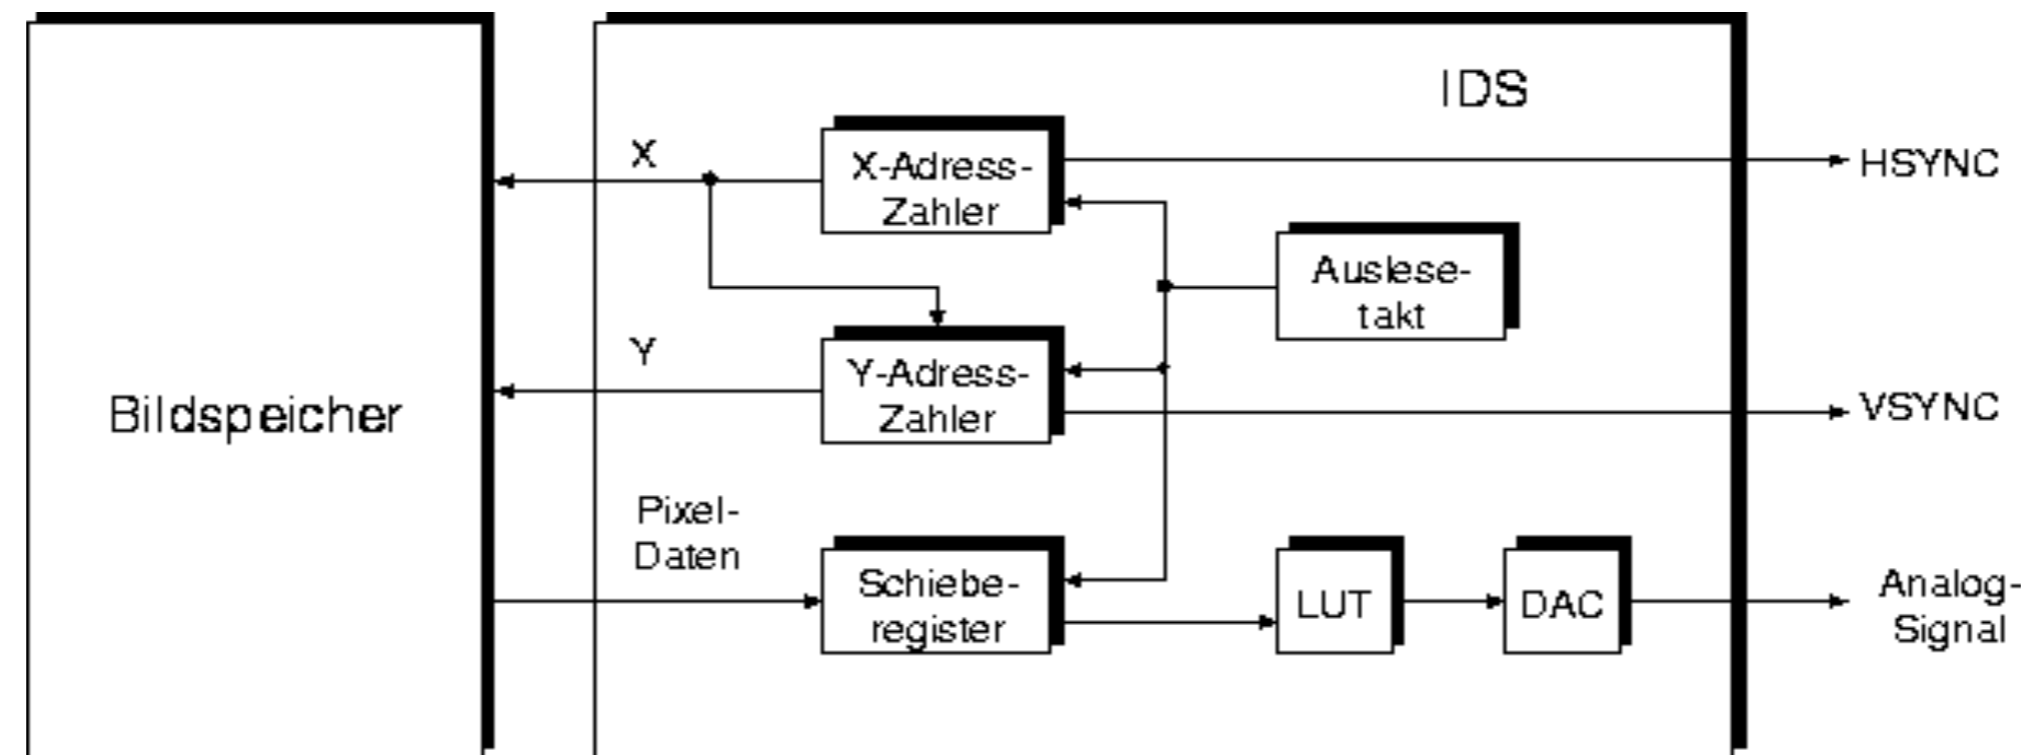 IDS
X
X-Adress-
Zahler
HSYNC
Auslese-
takt
Y
Y-Adress-
Zahler
Bildspeicher
VSYNC
Pixel-
Daten
Schiebe-
register
LUT
DAC
Analog-
Signal